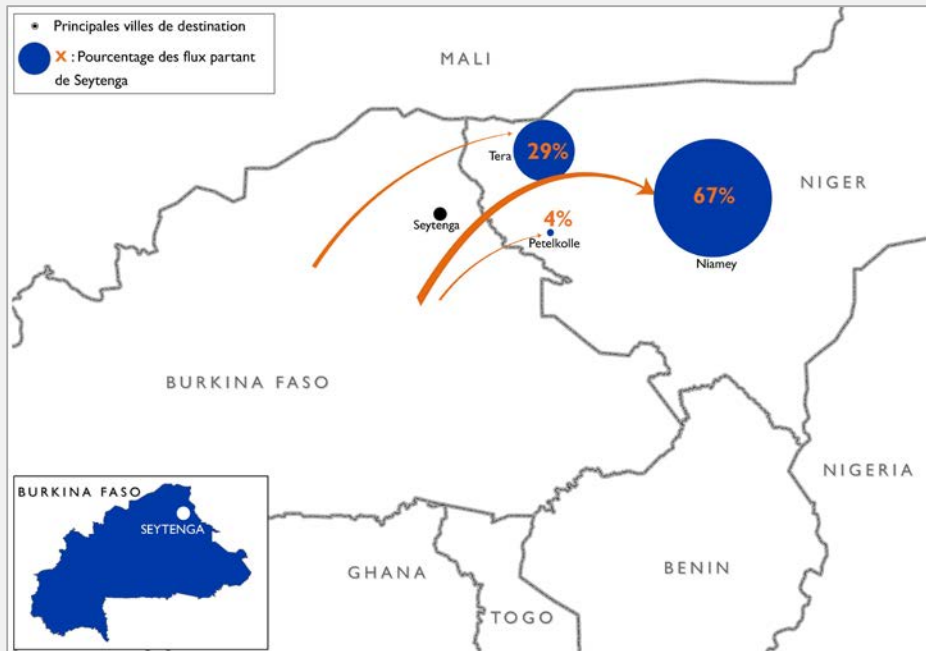 Principales villes de destination
X : Pourcentage des flux partant
de Seytenga
MALI
Tera
29%
67%
NIGER
4%
Seytenga
Petelkolle
Niamey
BURKINA FASO
NIGERIA
BURKINA FASO
SEYTENGA
GHANA
BENIN
TOGO